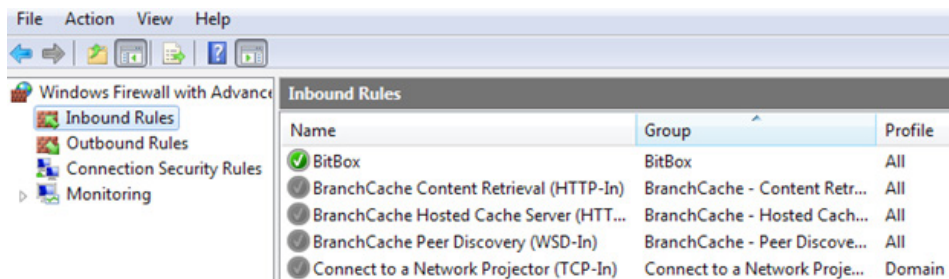 File Action View Help
Windows Firewall with Advance
Inbound Rules
Outbound Rules
Connection Security Rules
Monitoring
Inbound Rules
Name Group Profile
BitBox BitBox All
BranchCache Content Retrieval (HTTP-In) BranchCache - Content Retr... All
BranchCache Hosted Cache Server (HTT... BranchCache - Hosted Cach... All
BranchCache Peer Discovery (WSD-In) BranchCache - Peer Discove... All
Connect to a Network Projector (TCP-In) Connect to a Network Proje... Domain